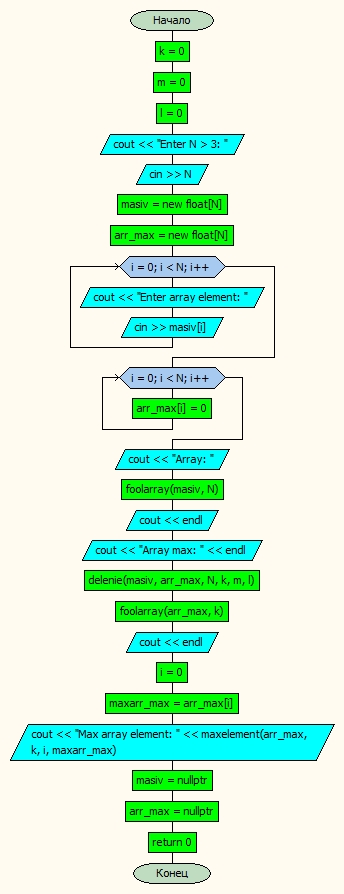 Начало
k = 0
m = 0
l = 0
cout << "Enter N > 3: "
cin >> N
masiv = new float[N]
arr_max = new float[N]
i = 0; i < N; i++
cout << "Enter array element: "
cin >> masiv[i]
i = 0; i < N; i++
arr_max[i] = 0
cout << "Array: "
foolarray(masiv, N)
cout << endl
cout << "Array max: " << endl
delenie(masiv, arr_max, N, k, m, l)
foolarray(arr_max, k)
cout << endl
i = 0
maxarr_max = arr_max[i]
cout << "Max array element: " << maxelement(arr_max,
k, i, maxarr_max)
masiv = nullptr
arr_max = nullptr
return 0
Конец